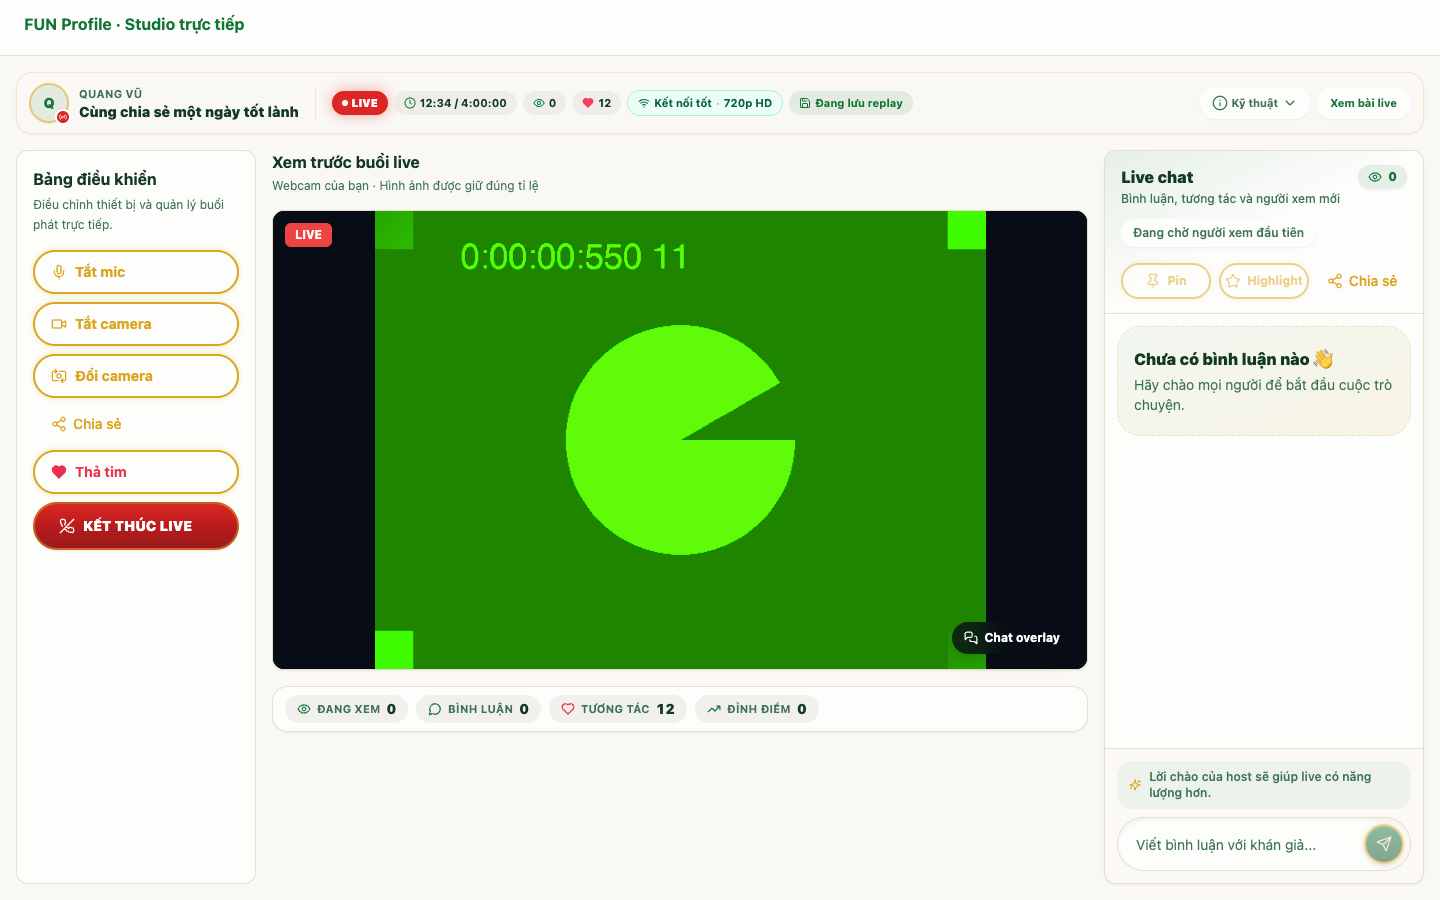 FUN Profile · Studio trực tiếp
Q
QUANG VŨ
Cùng chia sẻ một ngày tốt lành
LIVE
12:34 / 4:00:00
0
12
Kết nối tốt · 720p HD
Đang lưu replay
Kỹ thuật
Xem bài live
Bảng điều khiển
Điều chỉnh thiết bị và quản lý buổi
phát trực tiếp.
Tắt mic
Tắt camera
Đổi camera
Chia sẻ
Thả tim
KẾT THÚC LIVE
Xem trước buổi live
Webcam của bạn · Hình ảnh được giữ đúng tỉ lệ
LIVE
0:00:00:550 11
Chat overlay
ĐANG XEM 0
BÌNH LUẬN 0
TƯƠNG TÁC 12
ĐỈNH ĐIỂM 0
Live chat
0
Bình luận, tương tác và người xem mới
Đang chờ người xem đầu tiên
Pin
Highlight
Chia sẻ
Chưa có bình luận nào 👋
Hãy chào mọi người để bắt đầu cuộc trò
chuyện.
Lời chào của host sẽ giúp live có năng
lượng hơn.
Viết bình luận với khán giả...